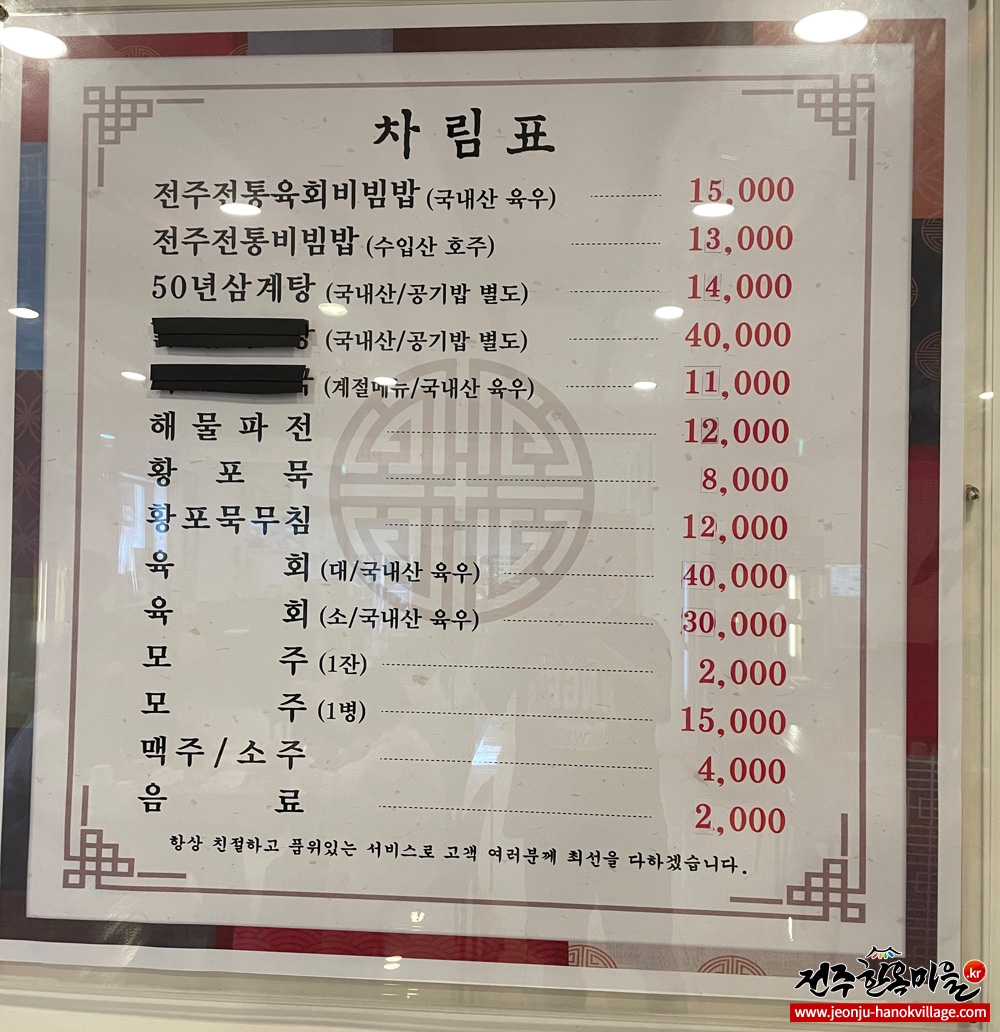 차림표
전주전통육회비빔밥 (국내산 육우) 15,000
전주전통비빔밥 (수입산 호주) 13,000
50년삼계탕 (국내산/공기밥 별도) 14,000
(국내산/공기밥 별도) 40,000
(계절메뉴/국내산 육우) 11,000
해물파전 12,000
황포묵 8,000
황포묵무침 12,000
육회 (대/국내산 육우) 40,000
육회 (소/국내산 육우) 30,000
모주 (1잔) 2,000
모주 (1병) 15,000
맥주/소주 4,000
음료 2,000
항상 친절하고 품위있는 서비스로 고객 여러분께 최선을 다하겠습니다.
전주한옥마을.kr
www.jeonju-hanokvillage.com